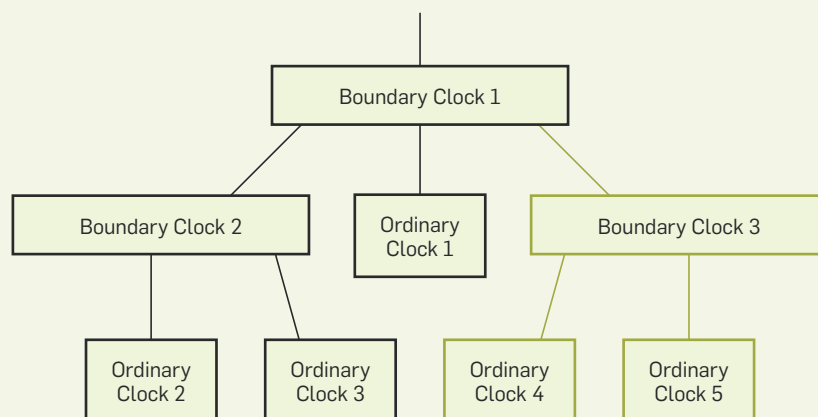 Boundary Clock 1
Boundary Clock 2
Ordinary
Clock 1
Boundary Clock 3
Ordinary
Clock 2
Ordinary
Clock 3
Ordinary
Clock 4
Ordinary
Clock 5